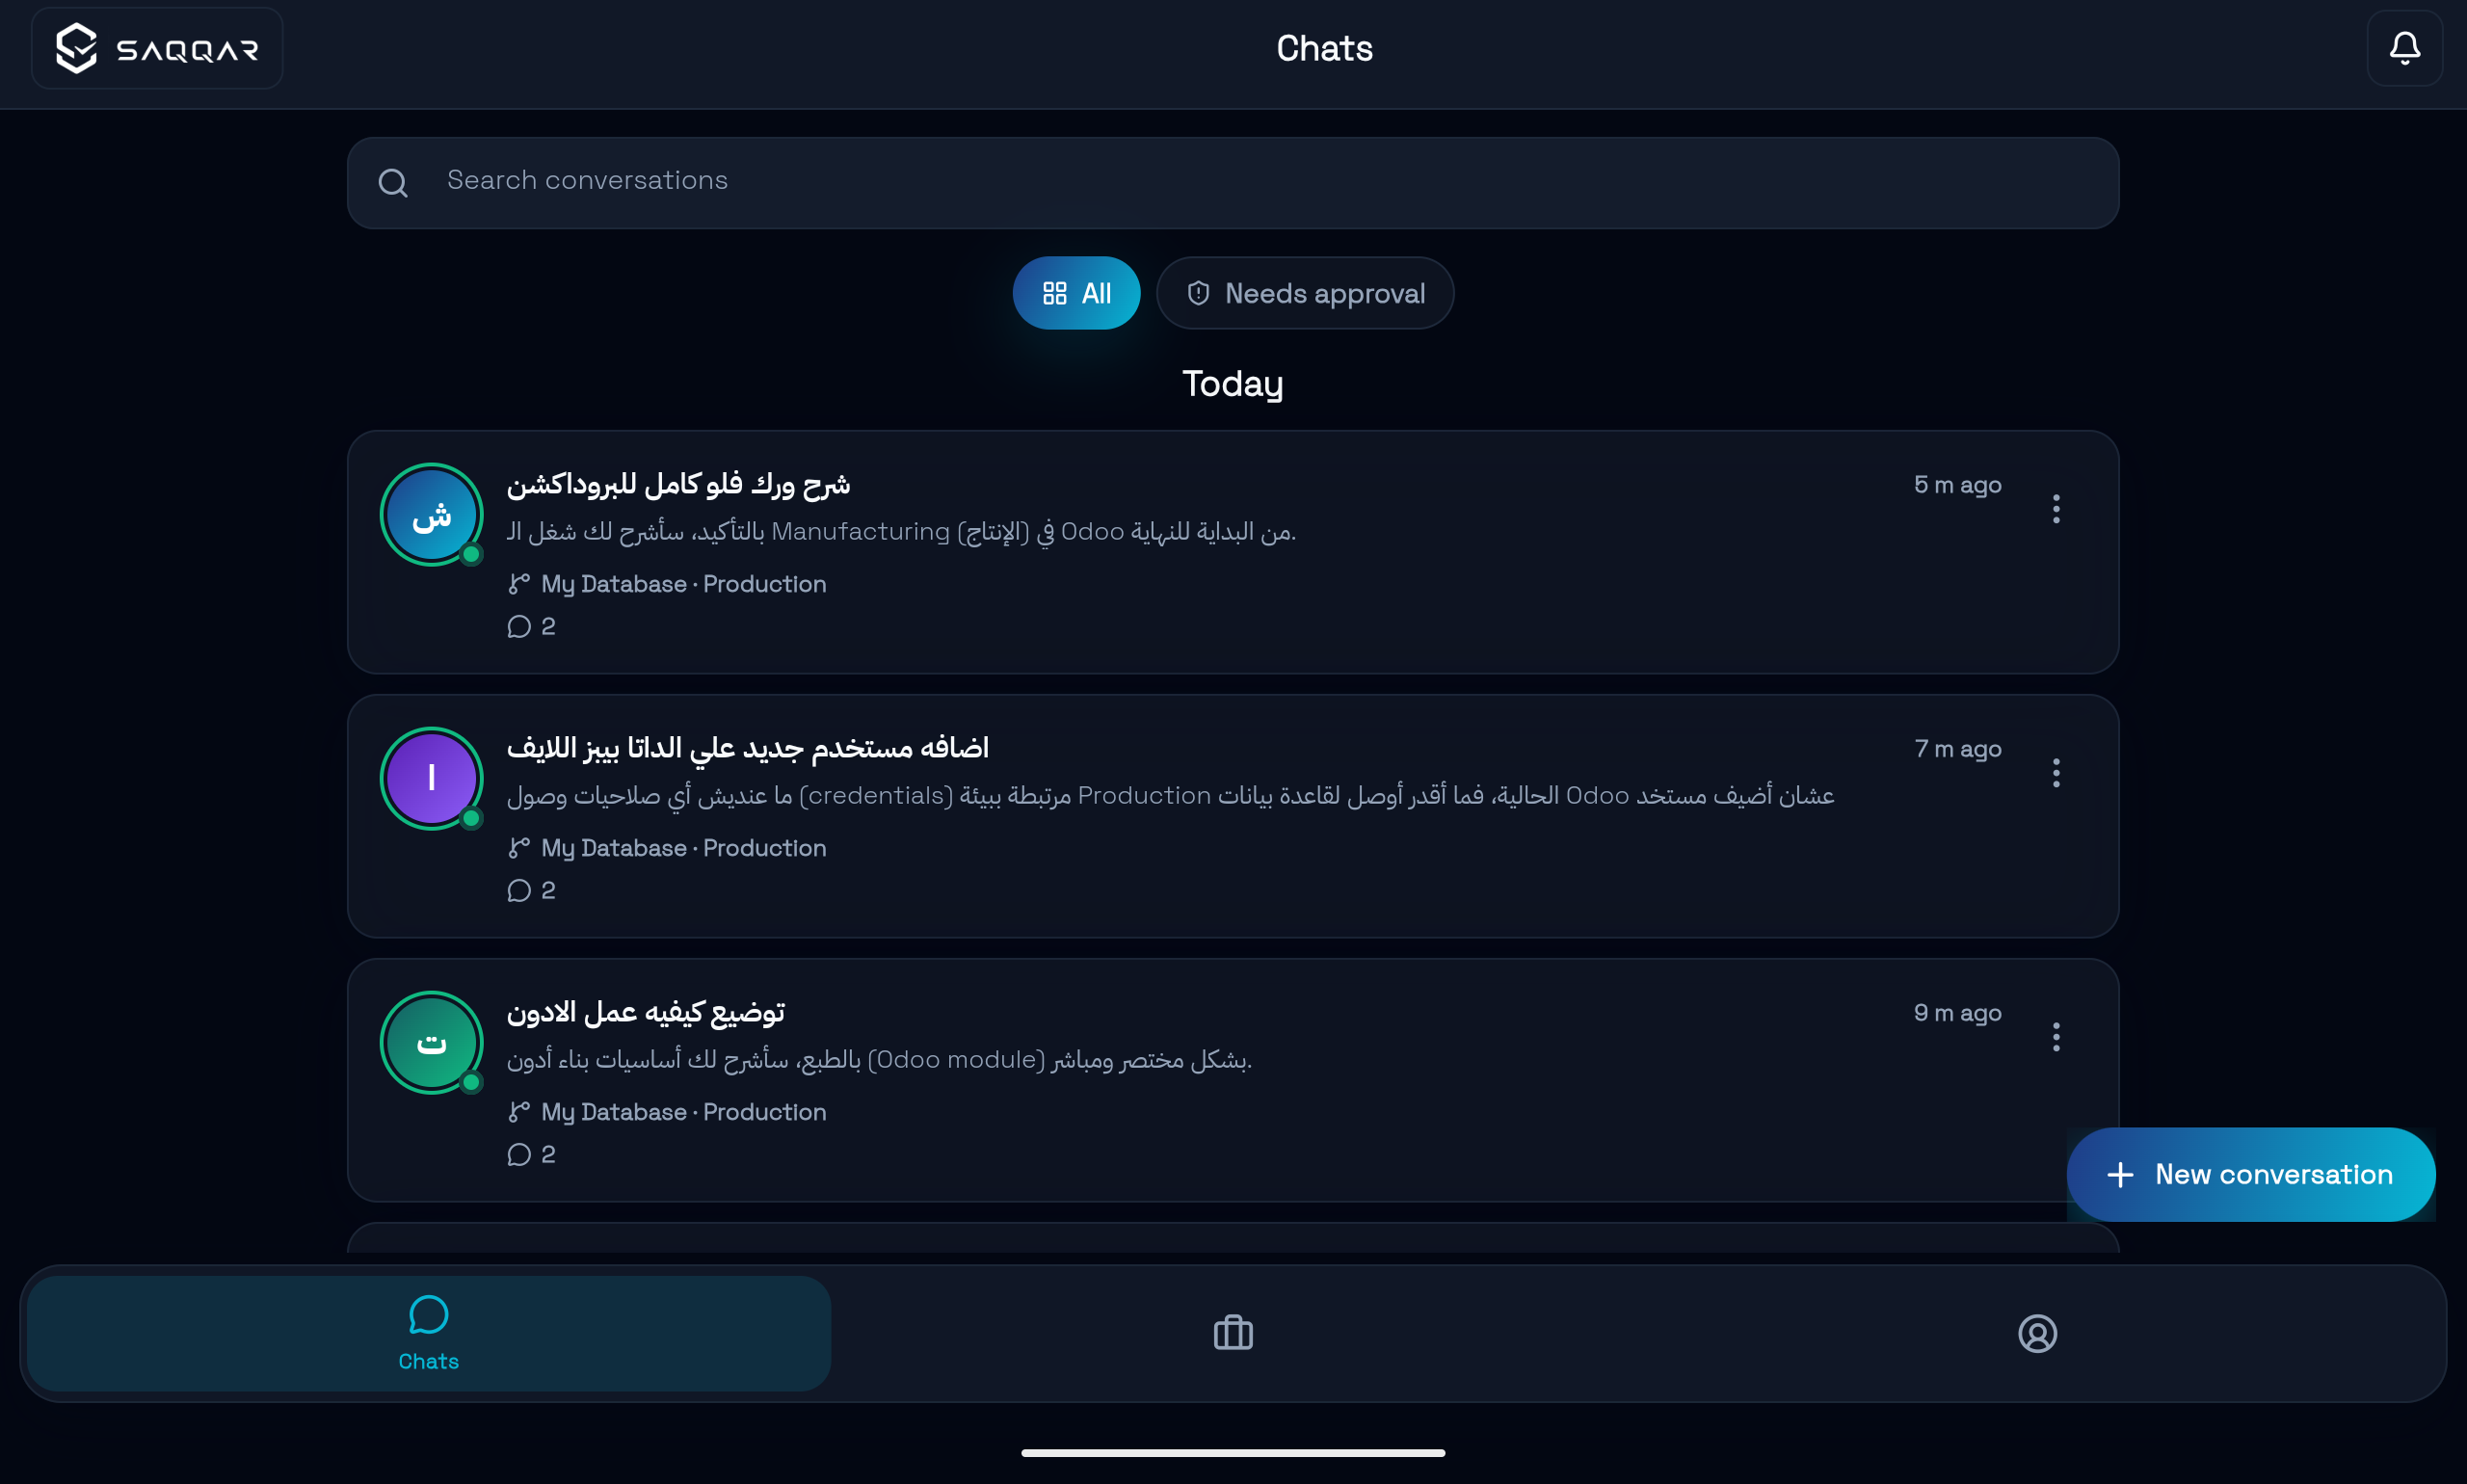 SAQQAR
Chats
Search conversations
All
Needs approval
Today
ش
شرح ورك فلو كامل للبروداكشن
5 m ago
بالتأكيد، سأشرح لك شغل الـ Manufacturing (الإنتاج) في Odoo من البداية للنهاية.
My Database · Production
2
ا
اضافه مستخدم جديد علي الداتا بيبز اللايف
7 m ago
ما عنديش أي صلاحيات وصول (credentials) مرتبطة ببيئة Production الحالية، فما أقدر أوصل لقاعدة بيانات Odoo عشان أضيف مستخد
My Database · Production
2
ت
توضيع كيفيه عمل الادون
9 m ago
بالطبع، سأشرح لك أساسيات بناء أدون (Odoo module) بشكل مختصر ومباشر.
My Database · Production
2
New conversation
Chats